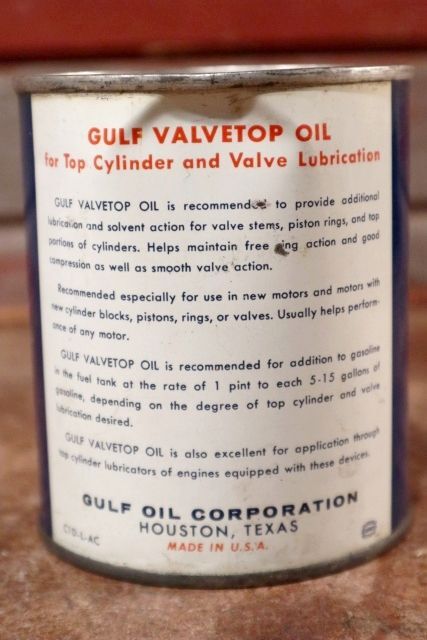 GULF VALVETOP OIL
for Top Cylinder and Valve Lubrication
GULF VALVETOP OIL is recommended to provide additional
lubrication and solvent action for valve stems, piston rings, and top
portions of cylinders. Helps maintain free ing action and good
compression as well as smooth valve action.
Recommended especially for use in new motors and motors with
new cylinder blocks, pistons, rings, or valves. Usually helps perform-
ance of any motor.
GULF VALVETOP OIL is recommended for addition to gasoline
in the fuel tank at the rate of 1 pint to each 5-15 gallons of
gasoline, depending on the degree of top cylinder and valve
lubrication desired.
GULF VALVETOP OIL is also excellent for application through
top cylinder lubricators of engines equipped with these devices.
GULF OIL CORPORATION
HOUSTON, TEXAS
MADE IN U.S.A.